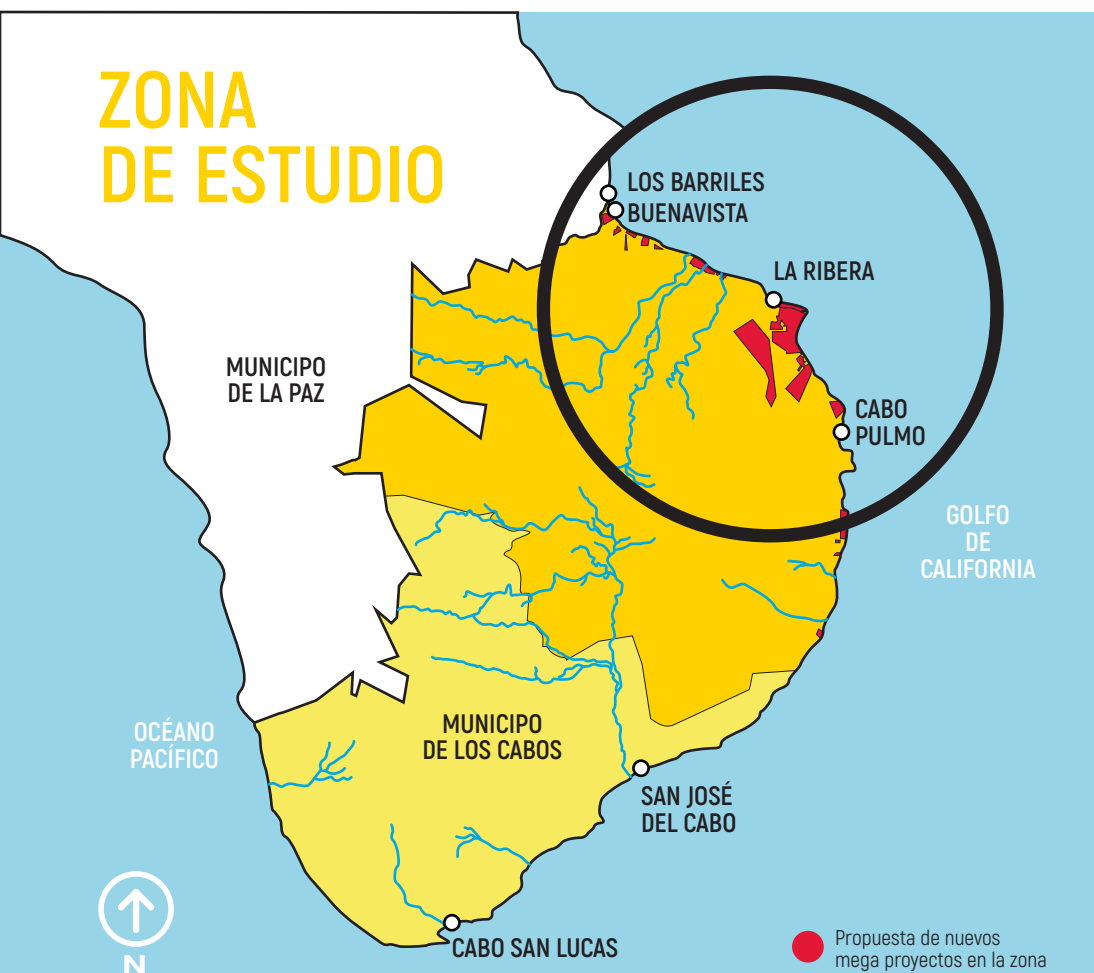 ZONA
DE ESTUDIO
LOS BARRILES
BUENAVISTA
LA RIBERA
MUNICIPO
DE LA PAZ
CABO
PULMO
GOLFO
DE
CALIFORNIA
OCÉANO
PACÍFICO
MUNICIPO
DE LOS CABOS
SAN JOSÉ
DEL CABO
CABO SAN LUCAS
N
Propuesta de nuevos
mega proyectos en la zona